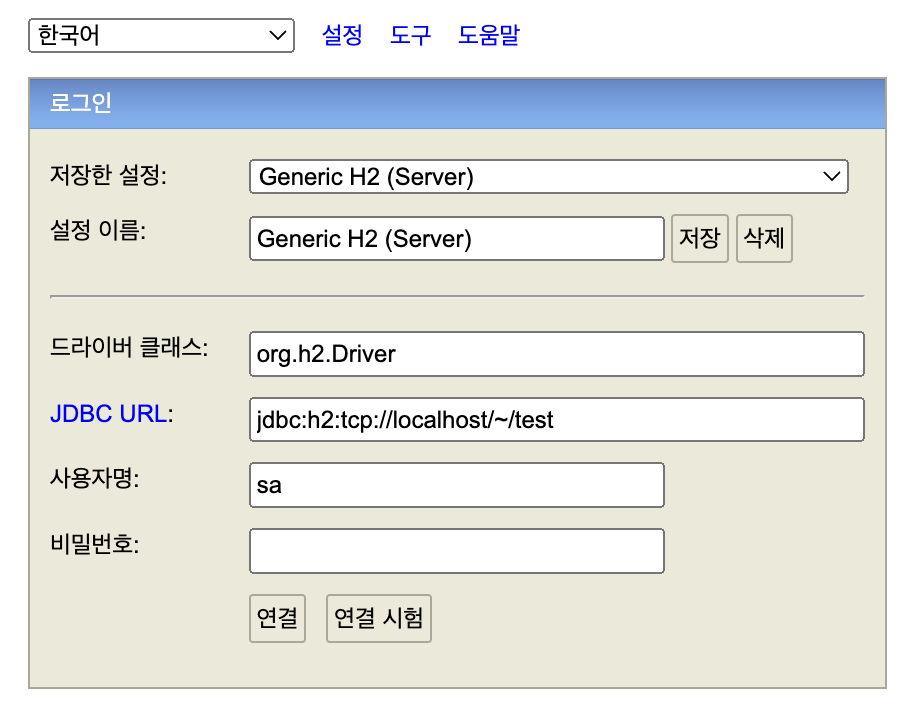 한국어 설정 도구 도움말
로그인
저장한 설정: Generic H2 (Server)
설정 이름: Generic H2 (Server) 저장 삭제
드라이버 클래스: org.h2.Driver
JDBC URL: jdbc:h2:tcp://localhost/~/test
사용자명: sa
비밀번호:
연결 연결 시험